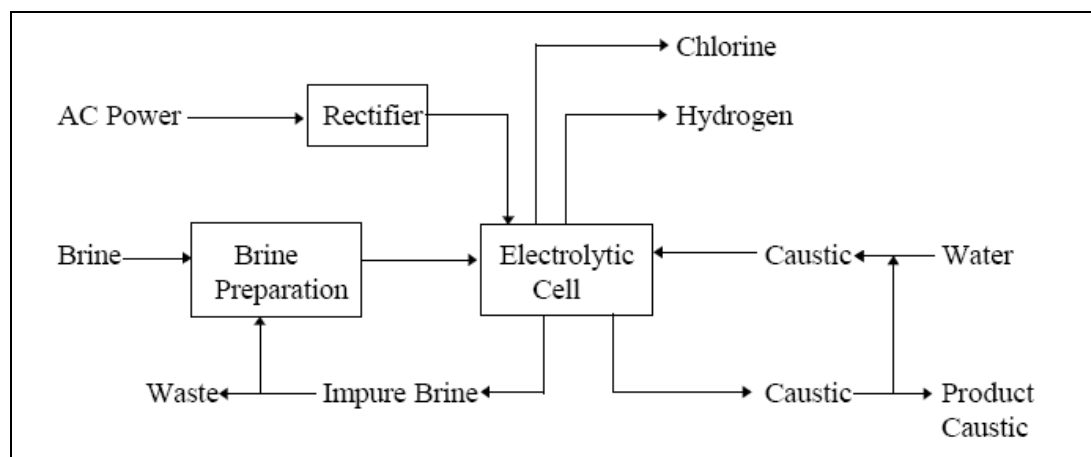 Chlorine
AC Power
Rectifier
Hydrogen
Brine
Brine
Preparation
Electrolytic
Cell
Caustic
Water
Waste
Impure Brine
Caustic
Product
Caustic